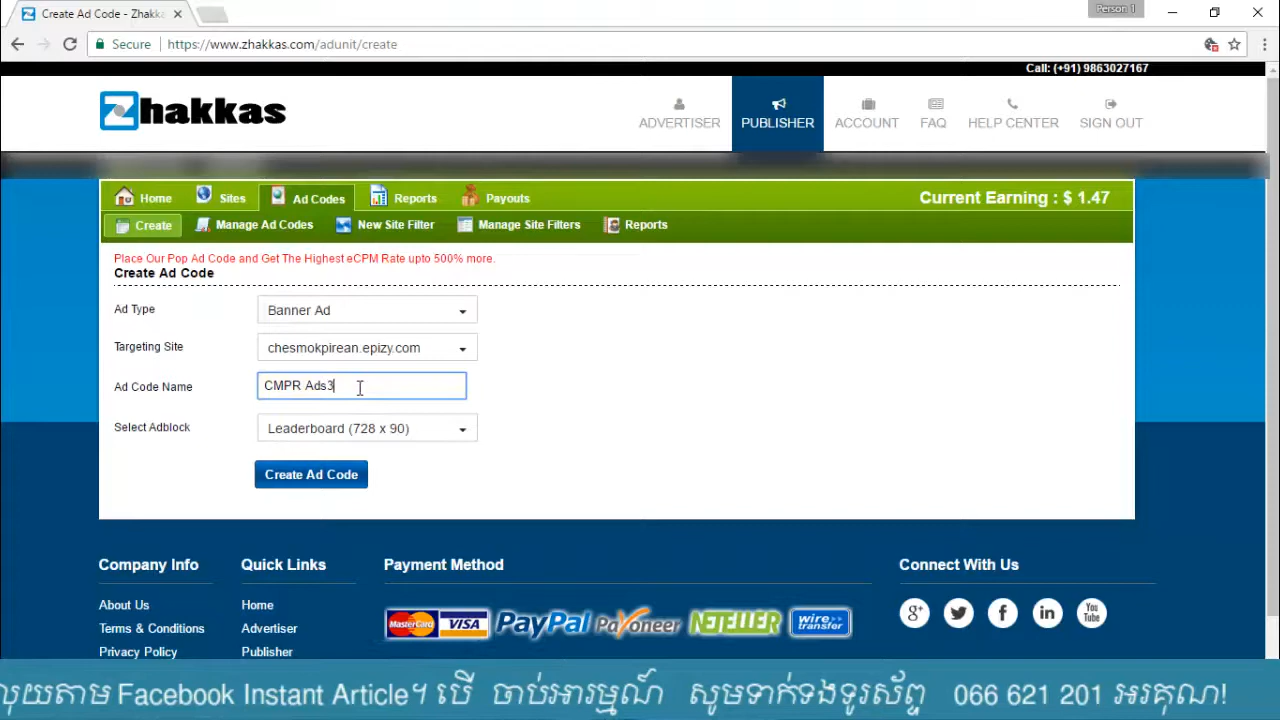 Create Ad Code - Zhakka
Person 1
Secure https://www.zhakkas.com/adunit/create
Call: (+91) 9863027167
Zhakkas
ADVERTISER PUBLISHER ACCOUNT FAQ HELP CENTER SIGN OUT
Home Sites Ad Codes Reports Payouts Current Earning : $ 1.47
Create Manage Ad Codes New Site Filter Manage Site Filters Reports
Place Our Pop Ad Code and Get The Highest eCPM Rate upto 500% more.
Create Ad Code
Ad Type Banner Ad
Targeting Site chesmokpirean.epizy.com
Ad Code Name CMPR Ads3
Select Adblock Leaderboard (728 x 90)
Create Ad Code
Company Info Quick Links Payment Method Connect With Us
About Us Home
MasterCard VISA PayPal Payoneer NETELLER wire transfer g+ f in You Tube
Terms & Conditions Advertiser
Privacy Policy Publisher
លុយតាម Facebook Instant Article។ បើ ចាប់អារម្មណ៍ សូមទាក់ទងទូរស័ព្ទ 066 621 201 អរគុណ!